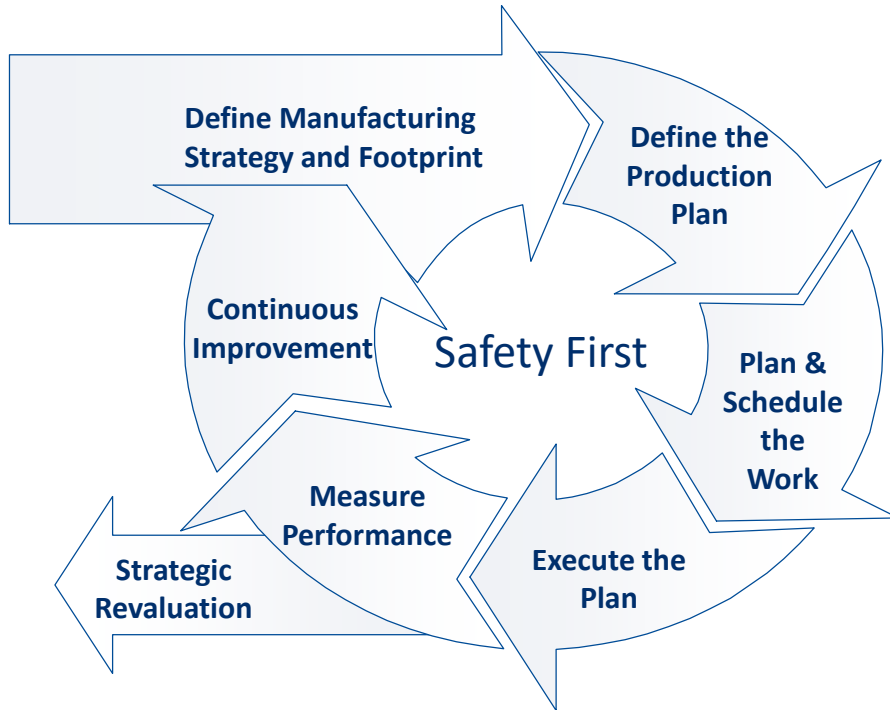 Define Manufacturing
Strategy and Footprint
Define the
Production
Plan
Plan &
Schedule
the
Work
Execute the
Plan
Measure
Performance
Strategic
Revaluation
Continuous
Improvement
Safety First